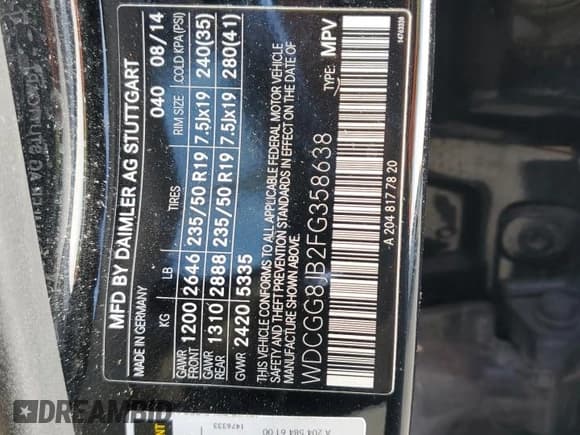 MFD BY DAIMLER AG STUTTGART
MADE IN GERMANY 040 08/14
KG LB TIRES RIM SIZE COLD KPA (PSI)
GAWR FRONT 1200 2646 235/50 R19 7.5Jx19 240(35)
GAWR REAR 1310 2888 235/50 R19 7.5Jx19 280(41)
GVWR 2420 5335
THIS VEHICLE CONFORMS TO ALL APPLICABLE FEDERAL MOTOR VEHICLE
SAFETY AND THEFT PREVENTION STANDARDS IN EFFECT ON THE DATE OF
MANUFACTURE SHOWN ABOVE.
WDCGG8JB2FG358638 TYPE: MPV
A 204 817 78 20
14763339
1476333
A 204 584 61 00
DREAMBID